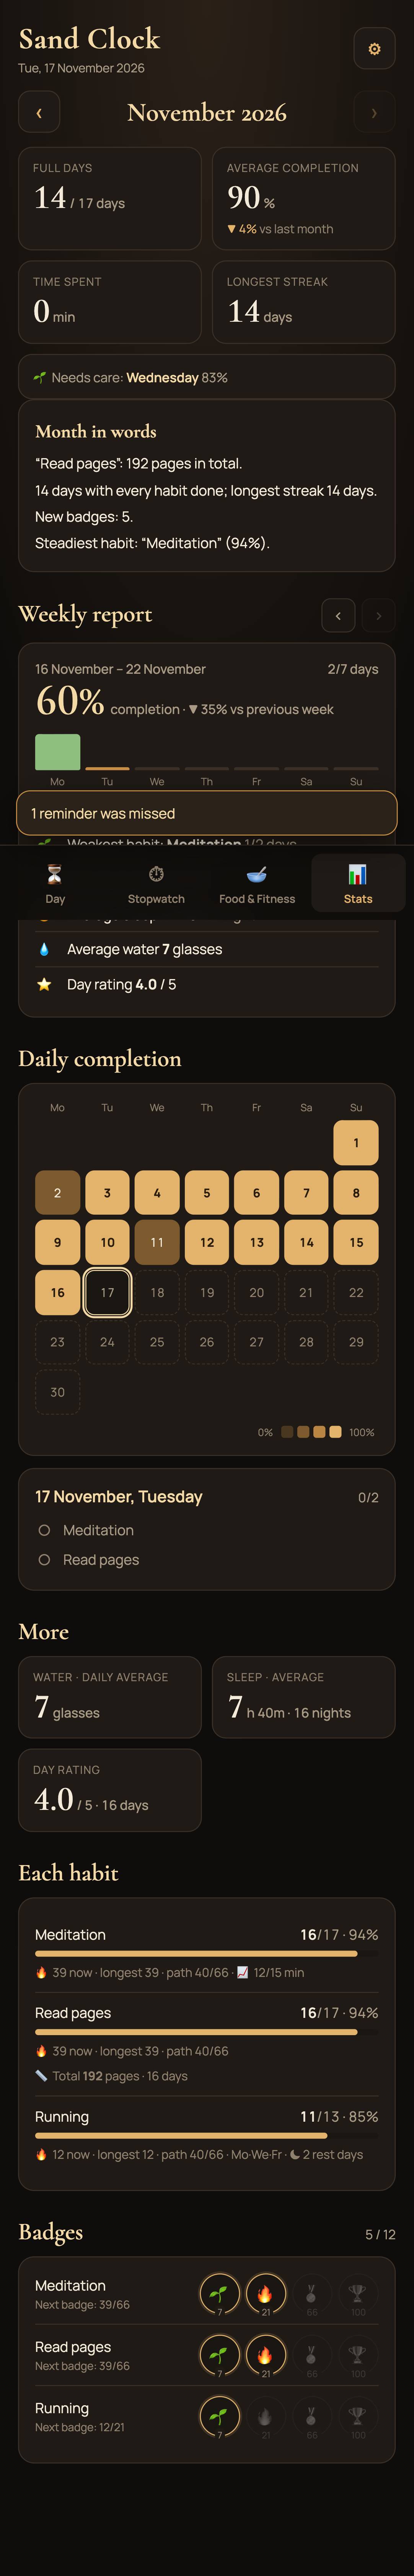 Sand Clock
Tue, 17 November 2026
November 2026
FULL DAYS
14 / 17 days
AVERAGE COMPLETION
90 %
▼ 4% vs last month
TIME SPENT
0 min
LONGEST STREAK
14 days
Needs care: Wednesday 83%
Month in words
“Read pages”: 192 pages in total.
14 days with every habit done; longest streak 14 days.
New badges: 5.
Steadiest habit: “Meditation” (94%).
Weekly report
16 November – 22 November 2/7 days
60% completion · ▼ 35% vs previous week
Mo Tu We Th Fr Sa Su
1 reminder was missed
Weakest habit: Meditation 1/2 days
Day Stopwatch Food & Fitness Stats
Average water 7 glasses
Day rating 4.0 / 5
Daily completion
Mo Tu We Th Fr Sa Su
1
2 3 4 5 6 7 8
9 10 11 12 13 14 15
16 17 18 19 20 21 22
23 24 25 26 27 28 29
30
0% 100%
17 November, Tuesday 0/2
Meditation
Read pages
More
WATER · DAILY AVERAGE
7 glasses
SLEEP · AVERAGE
7 h 40m · 16 nights
DAY RATING
4.0 / 5 · 16 days
Each habit
Meditation 16/17 · 94%
39 now · longest 39 · path 40/66 · 12/15 min
Read pages 16/17 · 94%
39 now · longest 39 · path 40/66
Total 192 pages · 16 days
Running 11/13 · 85%
12 now · longest 12 · path 40/66 · Mo·We·Fr · 2 rest days
Badges 5 / 12
Meditation
Next badge: 39/66
7 21 66 100
Read pages
Next badge: 39/66
7 21 66 100
Running
Next badge: 12/21
7 21 66 100